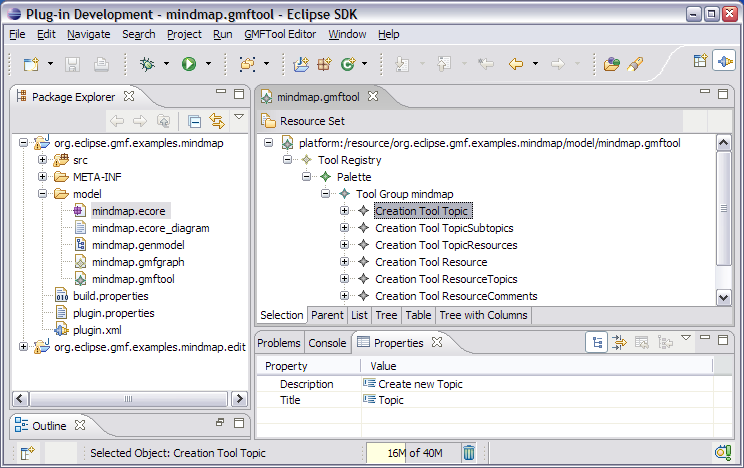 Plug-in Development - mindmap.gmftool - Eclipse SDK
File Edit Navigate Search Project Run GMFTool Editor Window Help
Package Explorer
org.eclipse.gmf.examples.mindmap
src
META-INF
model
mindmap.ecore
mindmap.ecore_diagram
mindmap.genmodel
mindmap.gmfgraph
mindmap.gmftool
build.properties
plugin.properties
plugin.xml
org.eclipse.gmf.examples.mindmap.edit
Outline
mindmap.gmftool
Resource Set
platform:/resource/org.eclipse.gmf.examples.mindmap/model/mindmap.gmftool
Tool Registry
Palette
Tool Group mindmap
Creation Tool Topic
Creation Tool TopicSubtopics
Creation Tool TopicResources
Creation Tool Resource
Creation Tool ResourceTopics
Creation Tool ResourceComments
Selection Parent List Tree Table Tree with Columns
Problems Console Properties
Property Value
Description Create new Topic
Title Topic
Selected Object: Creation Tool Topic 16M of 40M